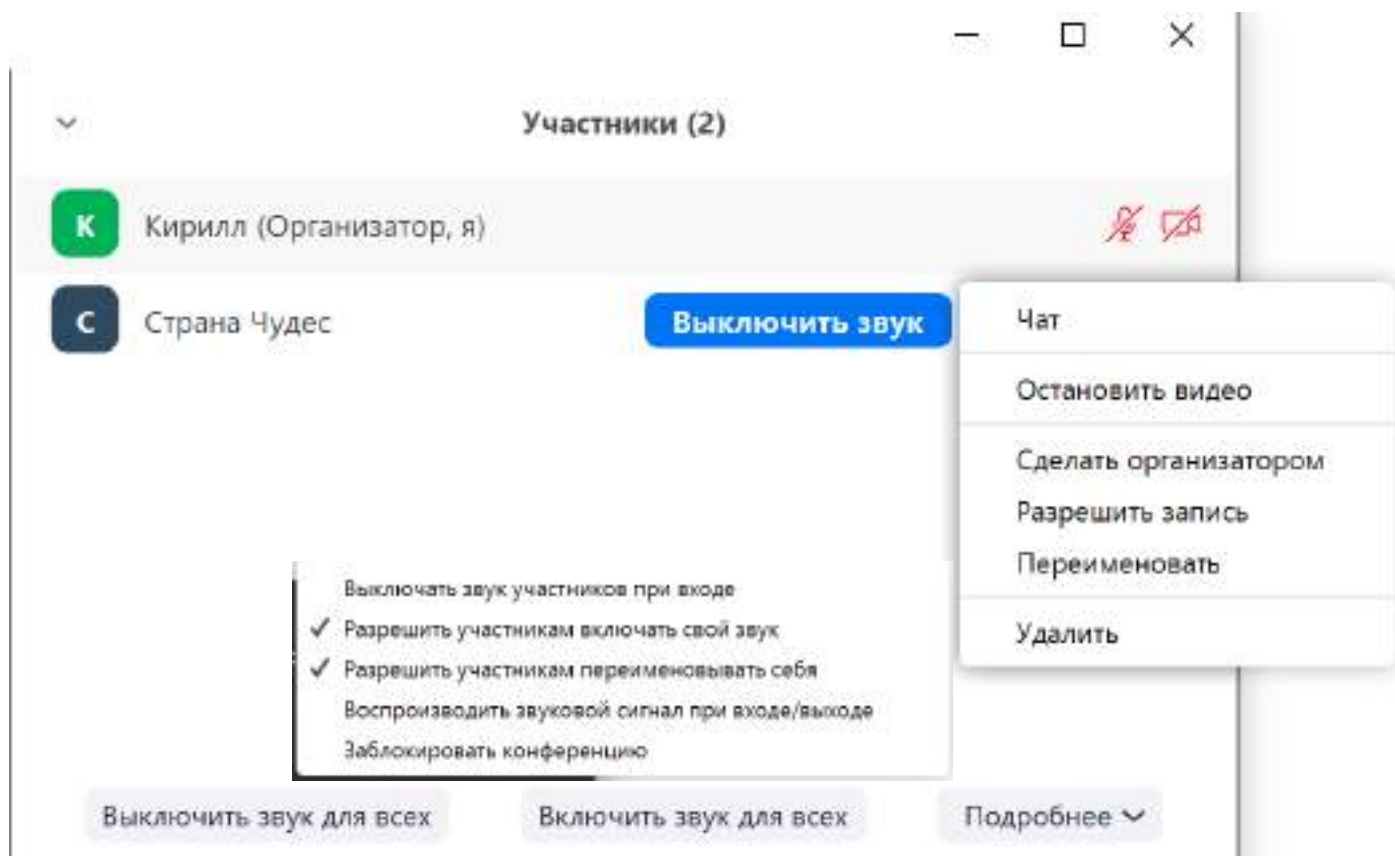 Участники (2)
К
Кирилл (Организатор, я)
С
Страна Чудес
Выключить звук
Чат
Остановить видео
Сделать организатором
Разрешить запись
Переименовать
Удалить
Выключать звук участников при входе
Разрешить участникам включать свой звук
Разрешить участникам переименовывать себя
Воспроизводить звуковой сигнал при входе/выходе
Заблокировать конференцию
Выключить звук для всех
Включить звук для всех
Подробнее